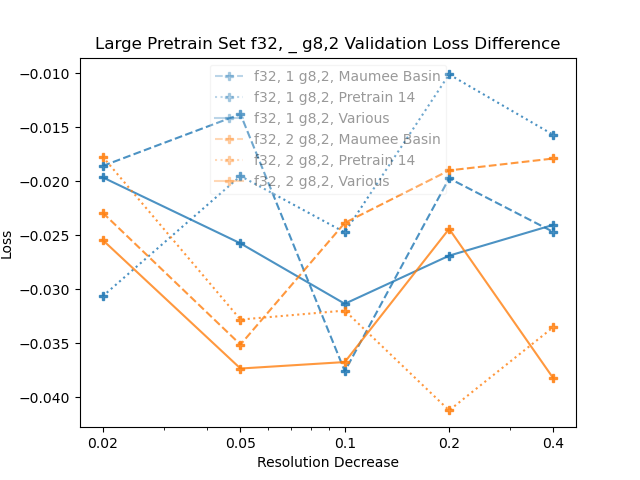 Large Pretrain Set f32, _ g8,2 Validation Loss Difference
f32, 1 g8,2, Maumee Basin
f32, 1 g8,2, Pretrain 14
f32, 1 g8,2, Various
f32, 2 g8,2, Maumee Basin
f32, 2 g8,2, Pretrain 14
f32, 2 g8,2, Various
−0.010
−0.015
−0.020
−0.025
−0.030
−0.035
−0.040
Loss
0.02 0.05 0.1 0.2 0.4
Resolution Decrease